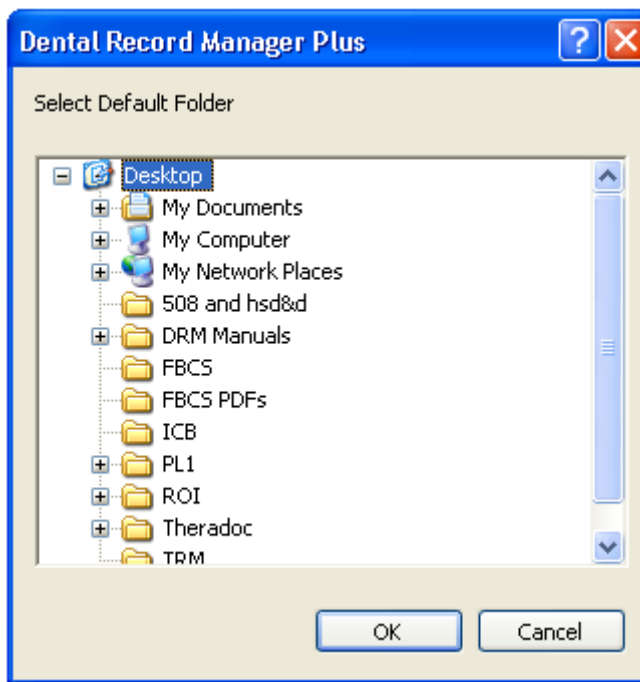 Dental Record Manager Plus
Select Default Folder
Desktop
My Documents
My Computer
My Network Places
508 and hsd&d
DRM Manuals
FBCS
FBCS PDFs
ICB
PL1
ROI
Theradoc
TRM
OK Cancel